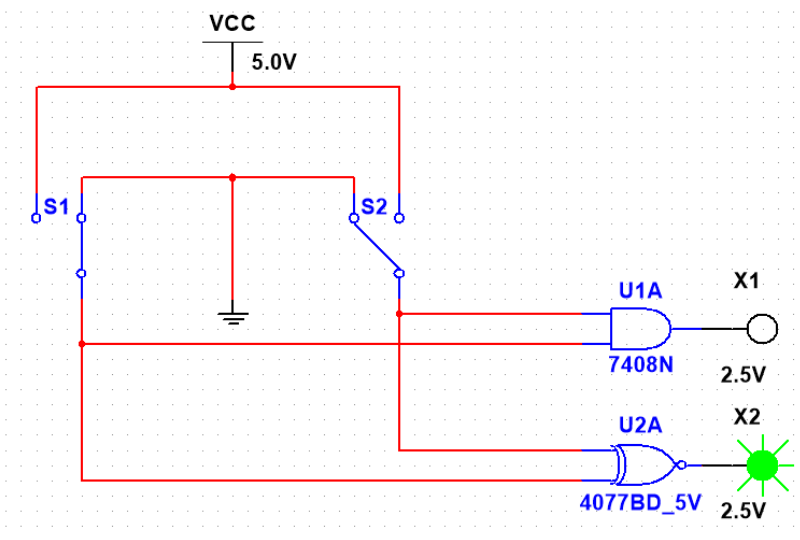 VCC
5.0V
S1
S2
U1A
X1
7408N
2.5V
U2A
X2
4077BD_5V
2.5V